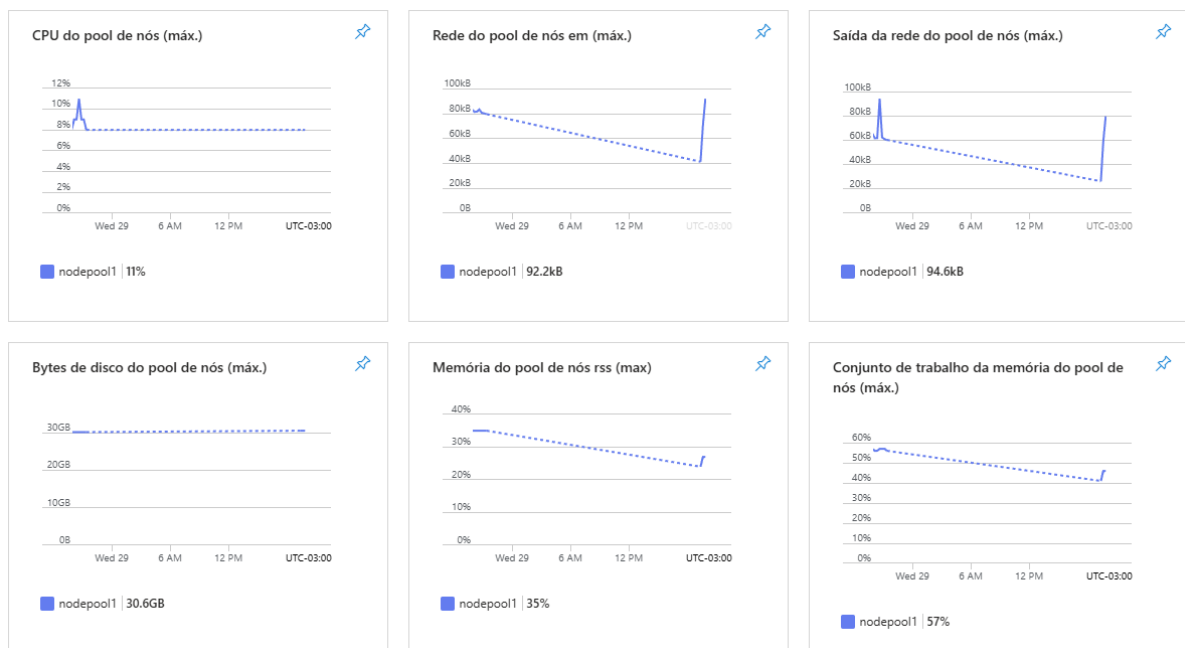 CPU do pool de nós (máx.)
12%
10%
8%
6%
4%
2%
0%
Wed 29 6 AM 12 PM UTC-03:00
nodepool1 11%
Rede do pool de nós em (máx.)
100kB
80kB
60kB
40kB
20kB
0B
Wed 29 6 AM 12 PM UTC-03:00
nodepool1 92.2kB
Saída da rede do pool de nós (máx.)
100kB
80kB
60kB
40kB
20kB
0B
Wed 29 6 AM 12 PM UTC-03:00
nodepool1 94.6kB
Bytes de disco do pool de nós (máx.)
30GB
20GB
10GB
0B
Wed 29 6 AM 12 PM UTC-03:00
nodepool1 30.6GB
Memória do pool de nós rss (max)
40%
30%
20%
10%
0%
Wed 29 6 AM 12 PM UTC-03:00
nodepool1 35%
Conjunto de trabalho da memória do pool de
nós (máx.)
60%
50%
40%
30%
20%
10%
0%
Wed 29 6 AM 12 PM UTC-03:00
nodepool1 57%